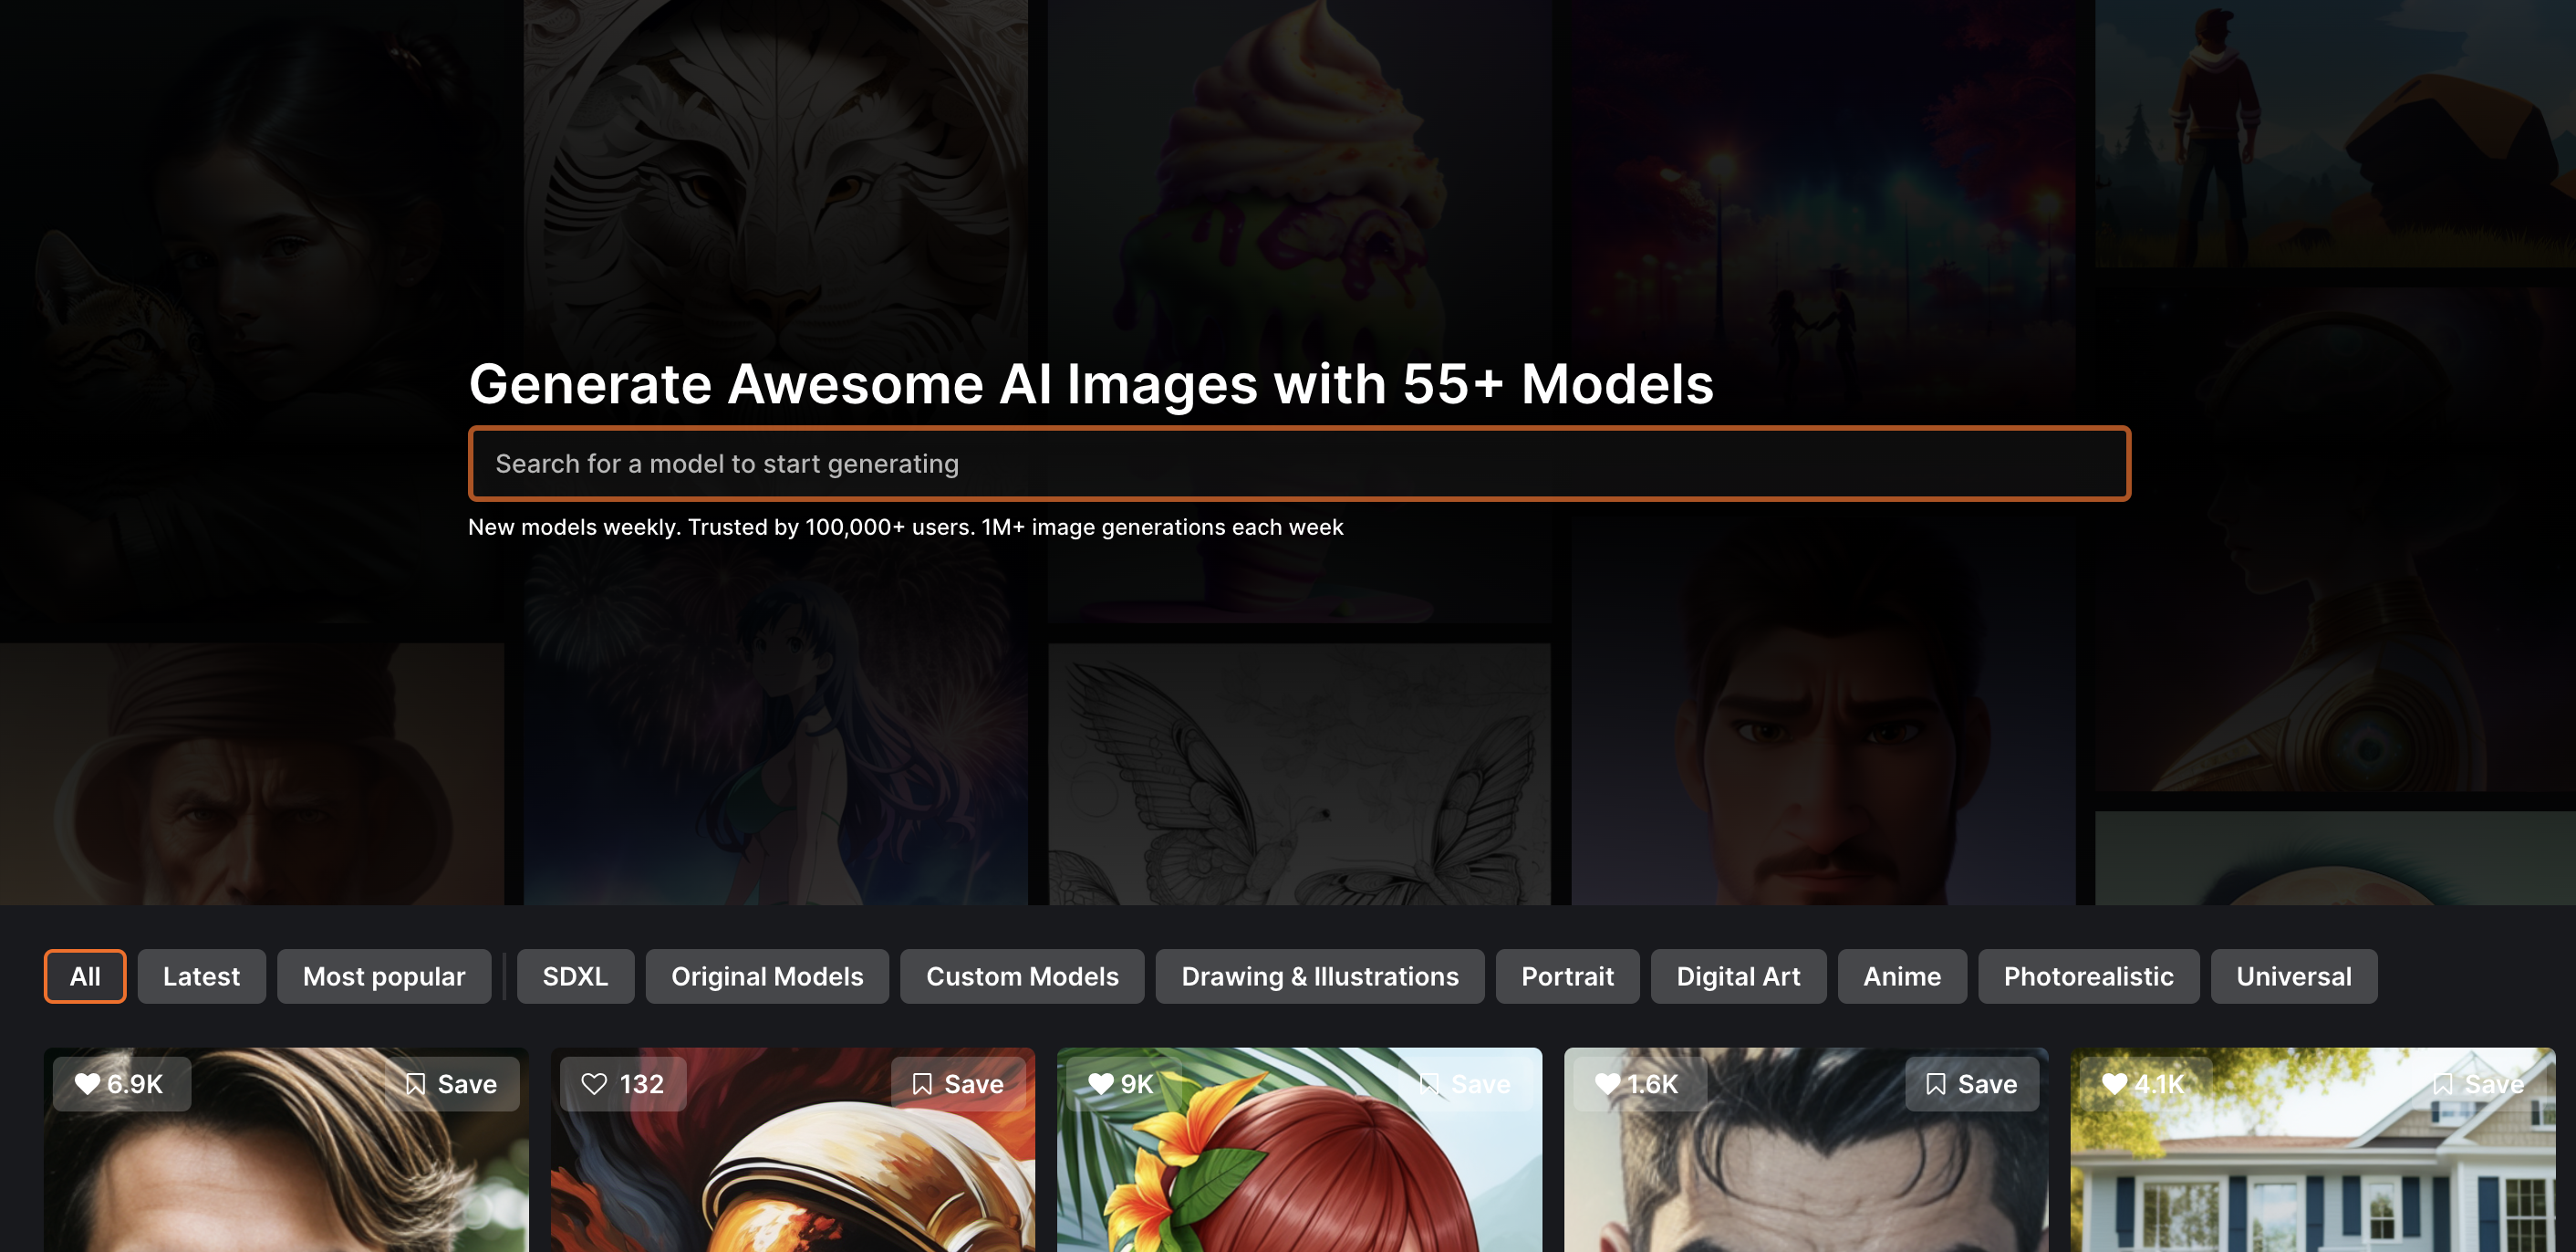 Generate Awesome AI Images with 55+ Models
Search for a model to start generating
New models weekly. Trusted by 100,000+ users. 1M+ image generations each week
All Latest Most popular SDXL Original Models Custom Models Drawing & Illustrations Portrait Digital Art Anime Photorealistic Universal
6.9K Save 132 Save 9K Save 1.6K Save 4.1K Save